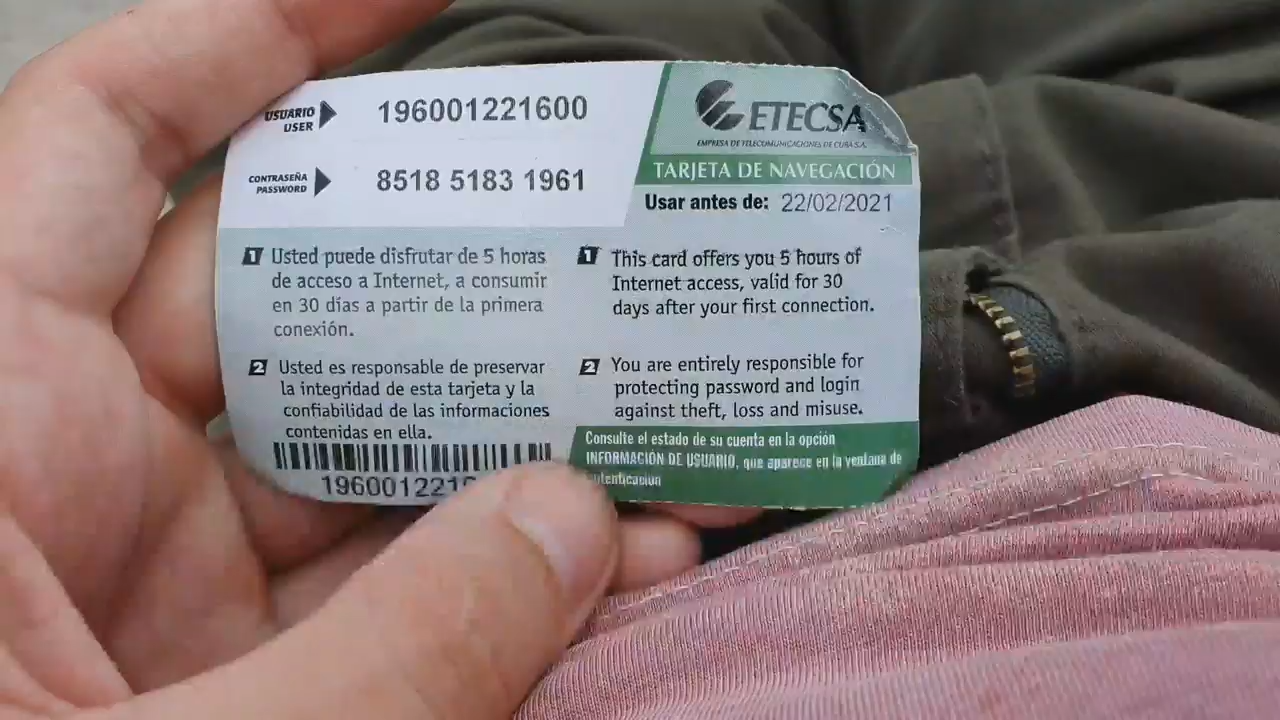 USUARIO
USER
196001221600
CONTRASEÑA
PASSWORD
8518 5183 1961
ETECSA
EMPRESA DE TELECOMUNICACIONES DE CUBA S.A.
TARJETA DE NAVEGACIÓN
Usar antes de: 22/02/2021
1 Usted puede disfrutar de 5 horas
de acceso a Internet, a consumir
en 30 días a partir de la primera
conexión.
2 Usted es responsable de preservar
la integridad de esta tarjeta y la
confiabilidad de las informaciones
contenidas en ella.
1 This card offers you 5 hours of
Internet access, valid for 30
days after your first connection.
2 You are entirely responsible for
protecting password and login
against theft, loss and misuse.
Consulte el estado de su cuenta en la opción
INFORMACIÓN DE USUARIO, que aparece en la ventana de